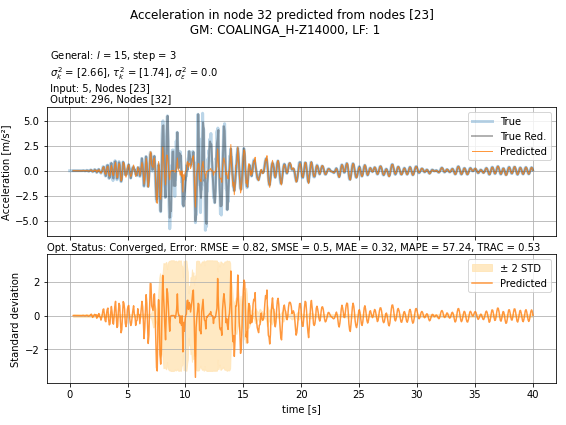 Acceleration in node 32 predicted from nodes [23]
GM: COALINGA_H-Z14000, LF: 1
General: l = 15, step = 3
σ²ₖ = [2.66], τ²ₖ = [1.74], σ²ε = 0.0
Input: 5, Nodes [23]
Output: 296, Nodes [32]
Acceleration [m/s²]
5.0
2.5
0.0
−2.5
−5.0
True
True Red.
Predicted
Opt. Status: Converged, Error: RMSE = 0.82, SMSE = 0.5, MAE = 0.32, MAPE = 57.24, TRAC = 0.53
Standard deviation
2
0
−2
± 2 STD
Predicted
0 5 10 15 20 25 30 35 40
time [s]